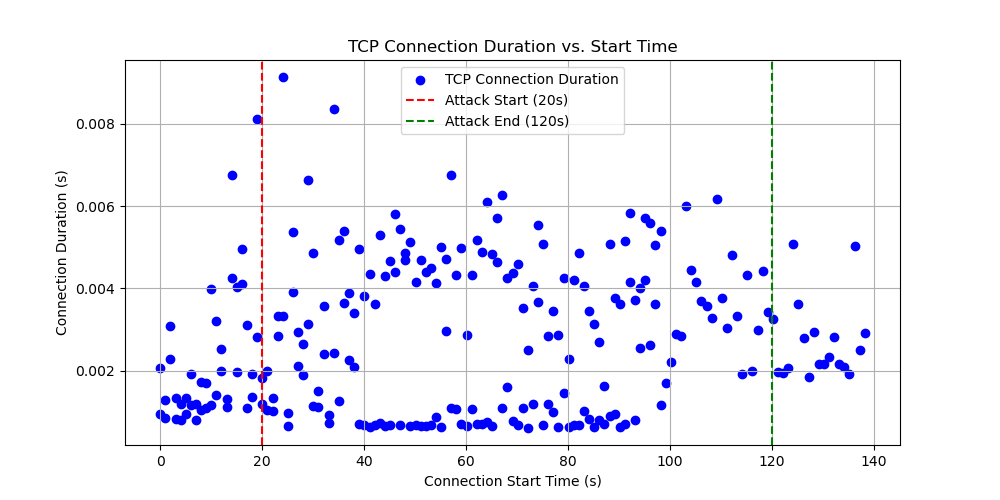 TCP Connection Duration vs. Start Time
TCP Connection Duration
Attack Start (20s)
Attack End (120s)
Connection Duration (s)
0.008
0.006
0.004
0.002
0 20 40 60 80 100 120 140
Connection Start Time (s)